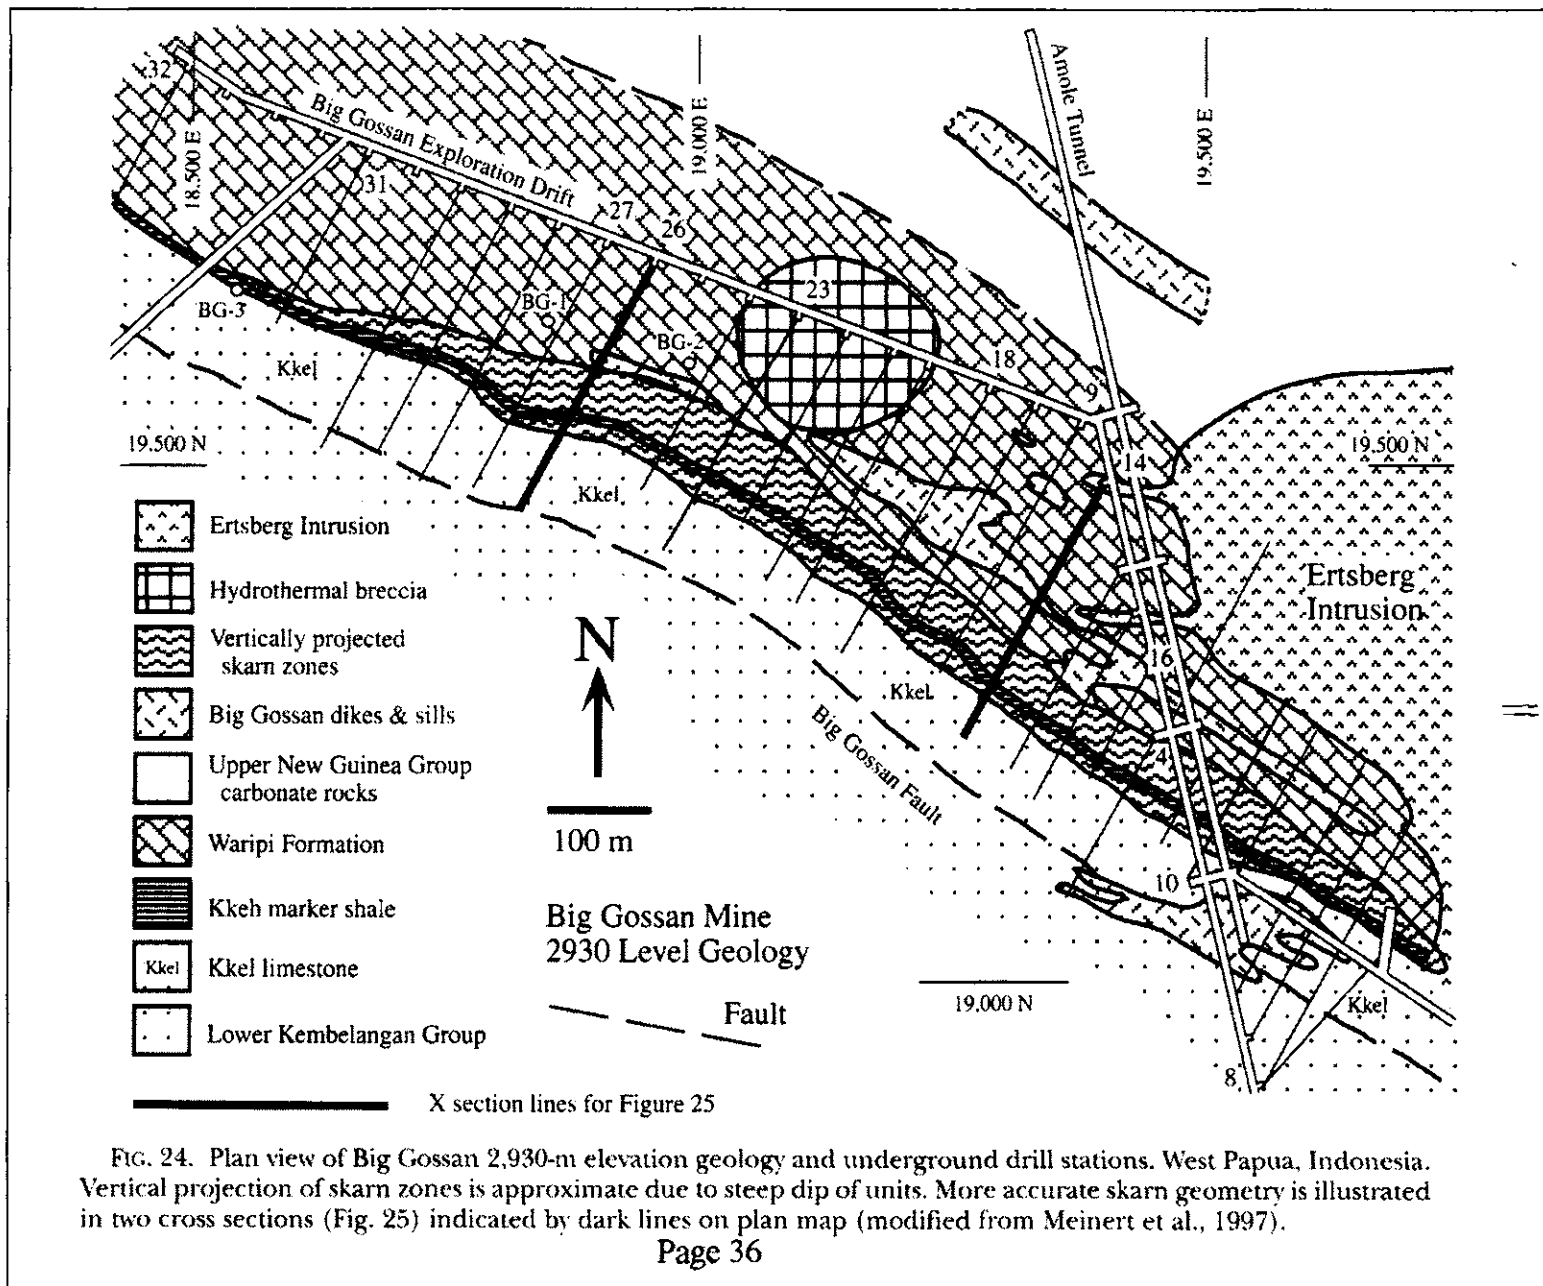 32
18.500 E
Big Gossan Exploration Drift
19.000 E
Amole Tunnel
19.500 E
31
27
26
23
18
9
14
BG-3
BG-1
BG-2
Kkel
19.500 N
Kkel
19.500 N
Ertsberg
Intrusion
16
Kkel
4
Big Gossan Fault
10
Kkel
8
Ertsberg Intrusion
Hydrothermal breccia
Vertically projected
skarn zones
Big Gossan dikes & sills
Upper New Guinea Group
carbonate rocks
Waripi Formation
Kkeh marker shale
Kkel
Kkel limestone
Lower Kembelangan Group
N
100 m
Big Gossan Mine
2930 Level Geology
19.000 N
Fault
X section lines for Figure 25
FIG. 24. Plan view of Big Gossan 2,930-m elevation geology and underground drill stations. West Papua, Indonesia.
Vertical projection of skarn zones is approximate due to steep dip of units. More accurate skarn geometry is illustrated
in two cross sections (Fig. 25) indicated by dark lines on plan map (modified from Meinert et al., 1997).
Page 36